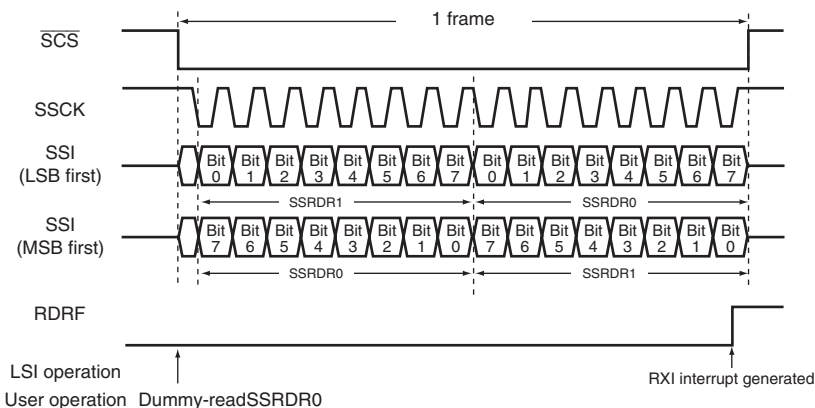 1 frame
SCS
SSCK
SSI
(LSB first)
Bit 0 Bit 1 Bit 2 Bit 3 Bit 4 Bit 5 Bit 6 Bit 7 Bit 0 Bit 1 Bit 2 Bit 3 Bit 4 Bit 5 Bit 6 Bit 7
SSRDR1 SSRDR0
SSI
(MSB first)
Bit 7 Bit 6 Bit 5 Bit 4 Bit 3 Bit 2 Bit 1 Bit 0 Bit 7 Bit 6 Bit 5 Bit 4 Bit 3 Bit 2 Bit 1 Bit 0
SSRDR0 SSRDR1
RDRF
LSI operation
RXI interrupt generated
User operation Dummy-readSSRDR0